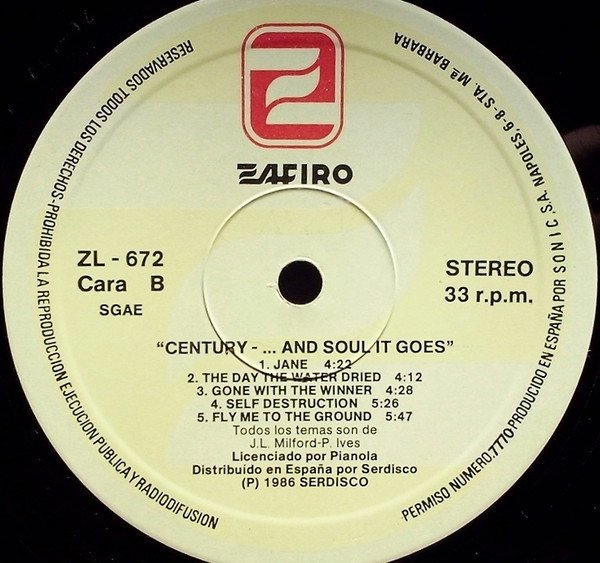 ZAFIRO
ZL - 672
Cara B
SGAE
STEREO
33 r.p.m.
"CENTURY - ... AND SOUL IT GOES"
1. JANE 4:22
2. THE DAY THE WATER DRIED 4:12
3. GONE WITH THE WINNER 4:28
4. SELF DESTRUCTION 5:26
5. FLY ME TO THE GROUND 5:47
Todos los temas son de
J.L. Milford-P. Ives
Licenciado por Pianola
Distribuído en España por Serdisco
(P) 1986 SERDISCO
RESERVADOS TODOS LOS DERECHOS-PROHIBIDA LA REPRODUCCION EJECUCION PUBLICA Y RADIODIFUSION
PERMISO NUMERO:7770 PRODUCIDO EN ESPAÑA POR SONIC, S.A. NAPOLES, 6-8-STA. Mª BARBARA